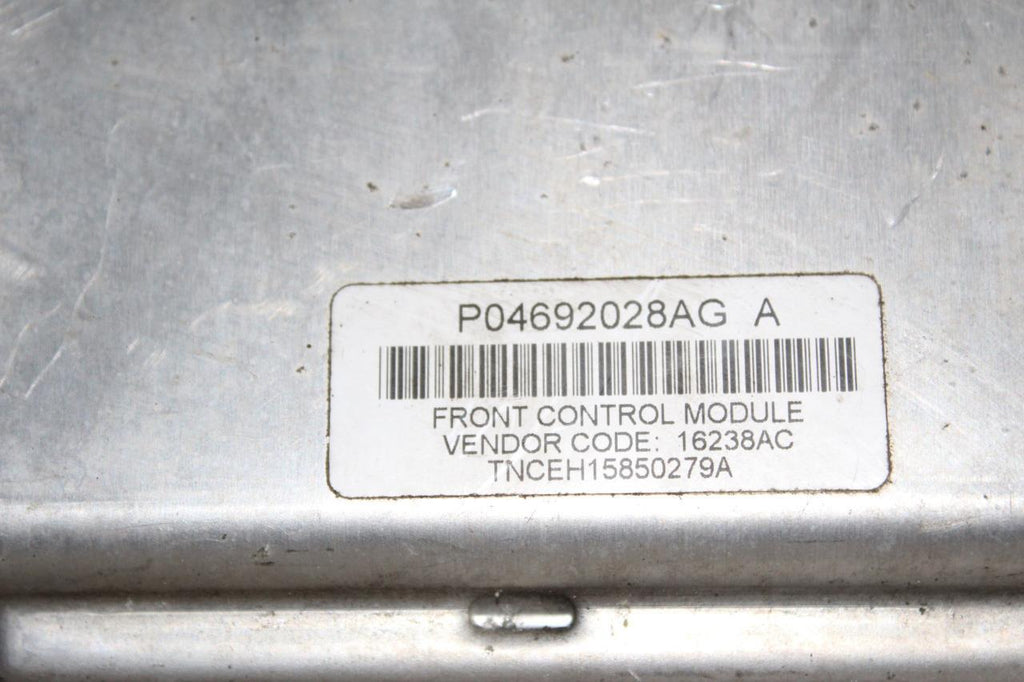 P04692028AG A
FRONT CONTROL MODULE
VENDOR CODE: 16238AC
TNCEH15850279A